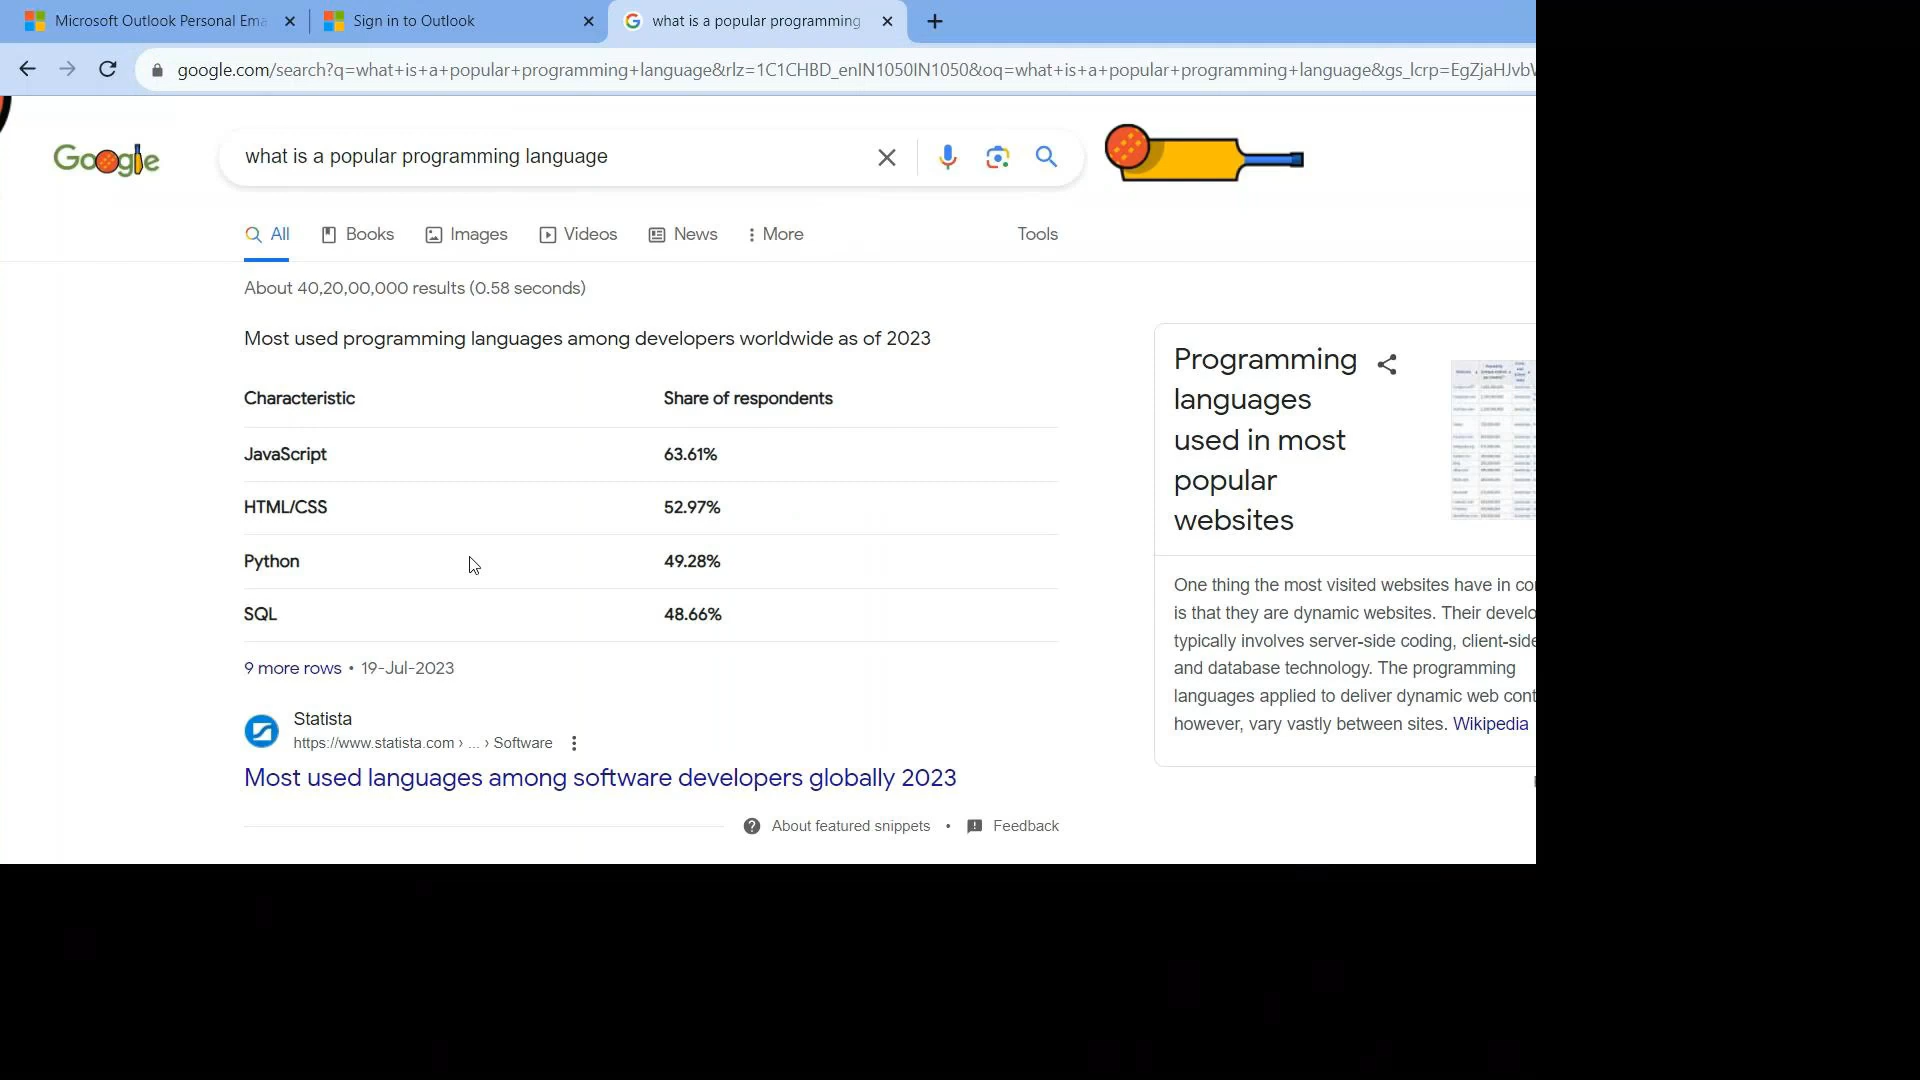 Microsoft Outlook Personal Ema
Sign in to Outlook
what is a popular programming
google.com/search?q=what+is+a+popular+programming+language&rlz=1C1CHBD_enIN1050IN1050&oq=what+is+a+popular+programming+language&gs_lcrp=EgZjaHJvb
Google
what is a popular programming language
All
Books
Images
Videos
News
More
Tools
About 40,20,00,000 results (0.58 seconds)
Most used programming languages among developers worldwide as of 2023
Characteristic Share of respondents
JavaScript 63.61%
HTML/CSS 52.97%
Python 49.28%
SQL 48.66%
9 more rows • 19-Jul-2023
Statista
https://www.statista.com › ... › Software
Most used languages among software developers globally 2023
About featured snippets • Feedback
Programming
languages
used in most
popular
websites
One thing the most visited websites have in co
is that they are dynamic websites. Their develo
typically involves server-side coding, client-side
and database technology. The programming
languages applied to deliver dynamic web cont
however, vary vastly between sites. Wikipedia